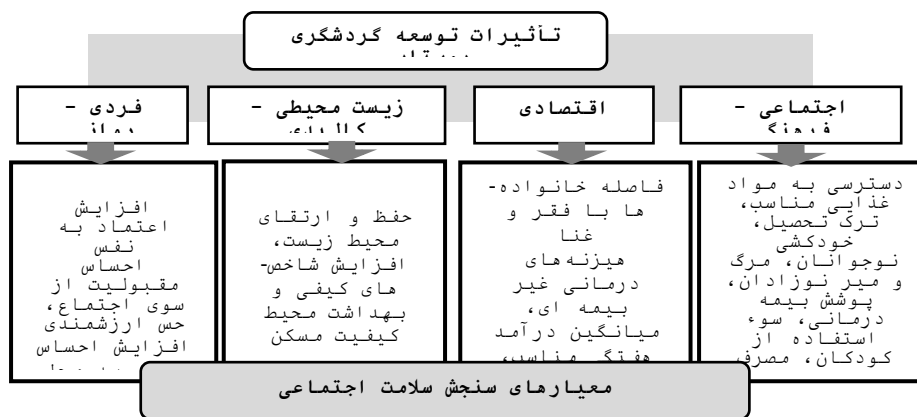 تأثیرات توسعه گردشگری
اجتماعی -
اقتصادی
زیست محیطی -
فردی -
دسترسی به مواد
غذایی مناسب،
ترک تحصیل،
خودکشی
نوجوانان، مرگ
و میر نوزادان،
پوشش بیمه
درمانی، سوء
استفاده از
کودکان، مصرف
فاصله خانواده-
ها با فقر و
غنا
هیزنه های
درمانی غیر
بیمه ای،
میانگین درآمد
هفتگی مناسب،
حفظ و ارتقای
محیط زیست،
افزایش شاخص-
های کیفی و
بهداشت محیط
کیفیت مسکن
افزایش
اعتماد به
نفس
احساس
مقبولیت از
سوی اجتماع،
حس ارزشمندی
افزایش احساس
معیارهای سنجش سلامت اجتماعی